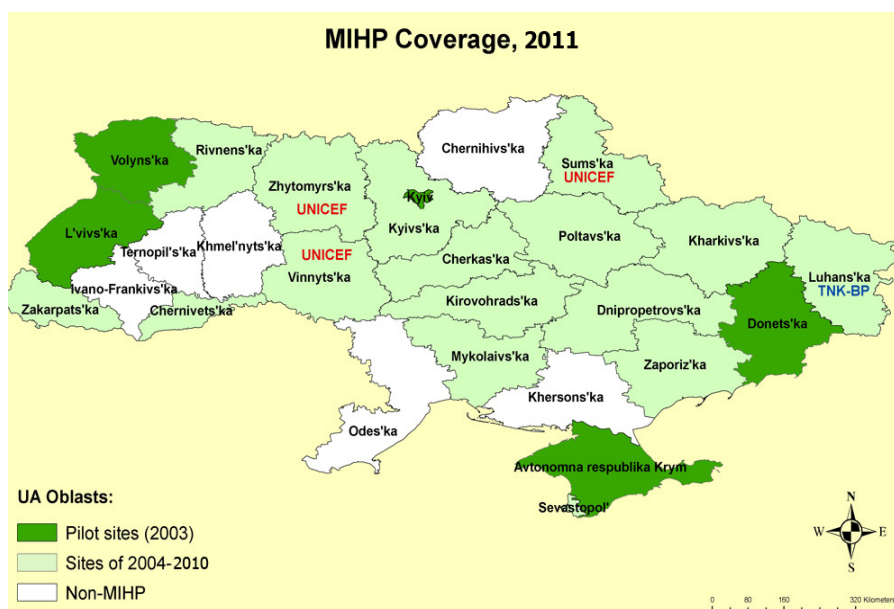 MIHP Coverage, 2011
Volyns'ka
Rivnens'ka
Chernihivs'ka
Sums'ka
UNICEF
Zhytomyrs'ka
UNICEF
Kyiv
L'vivs'ka
Kyivs'ka
Poltavs'ka
Kharkivs'ka
Ternopil's'ka
Khmel'nyts'ka
UNICEF
Vinnyts'ka
Cherkas'ka
Luhans'ka
TNK-BP
Ivano-Frankivs'ka
Zakarpats'ka
Chernivets'ka
Kirovohrads'ka
Dnipropetrovs'ka
Donets'ka
Mykolaivs'ka
Zaporiz'ka
Khersons'ka
Odes'ka
Avtonomna respublika Krym
Sevastopol'
UA Oblasts:
Pilot sites (2003)
Sites of 2004-2010
Non-MIHP
N
W E
S
0 80 160 320 Kilometers